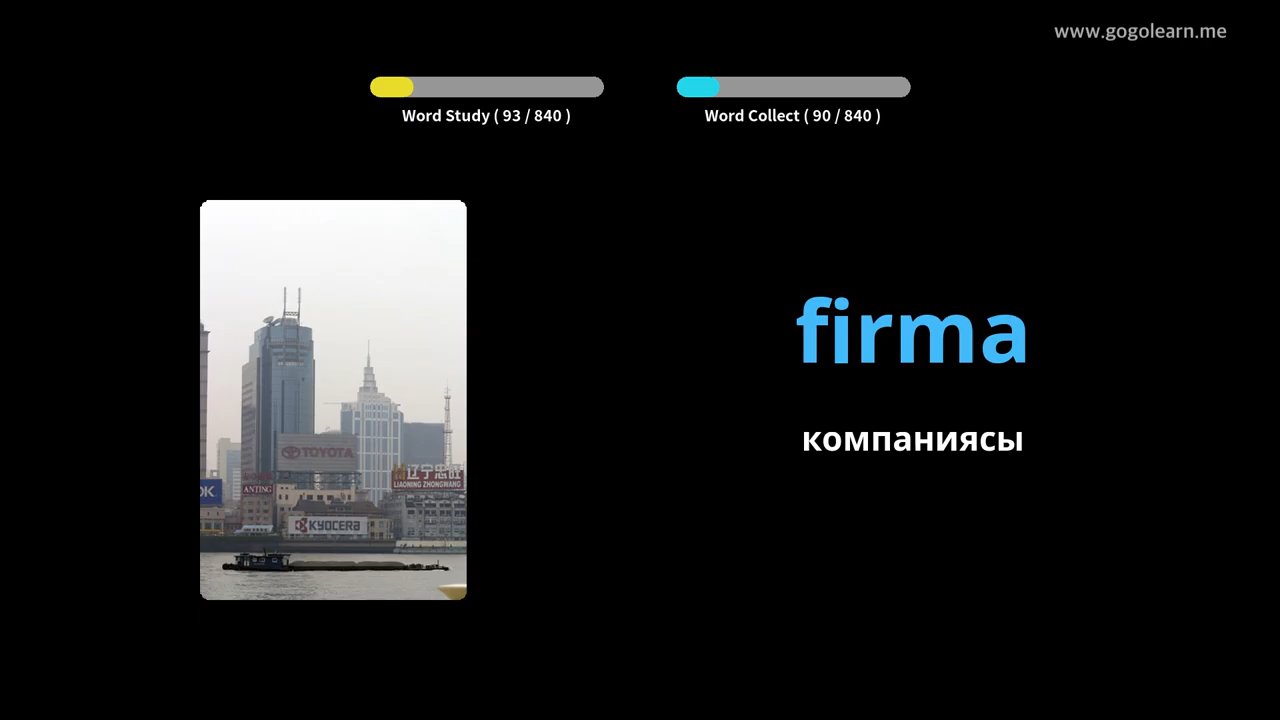 www.gogolearn.me
Word Study ( 93 / 840 )
Word Collect ( 90 / 840 )
firma
компаниясы
TOYOTA
辽宁忠旺
LIAONING ZHONGWANG
OK
ANTING
KYOCERA